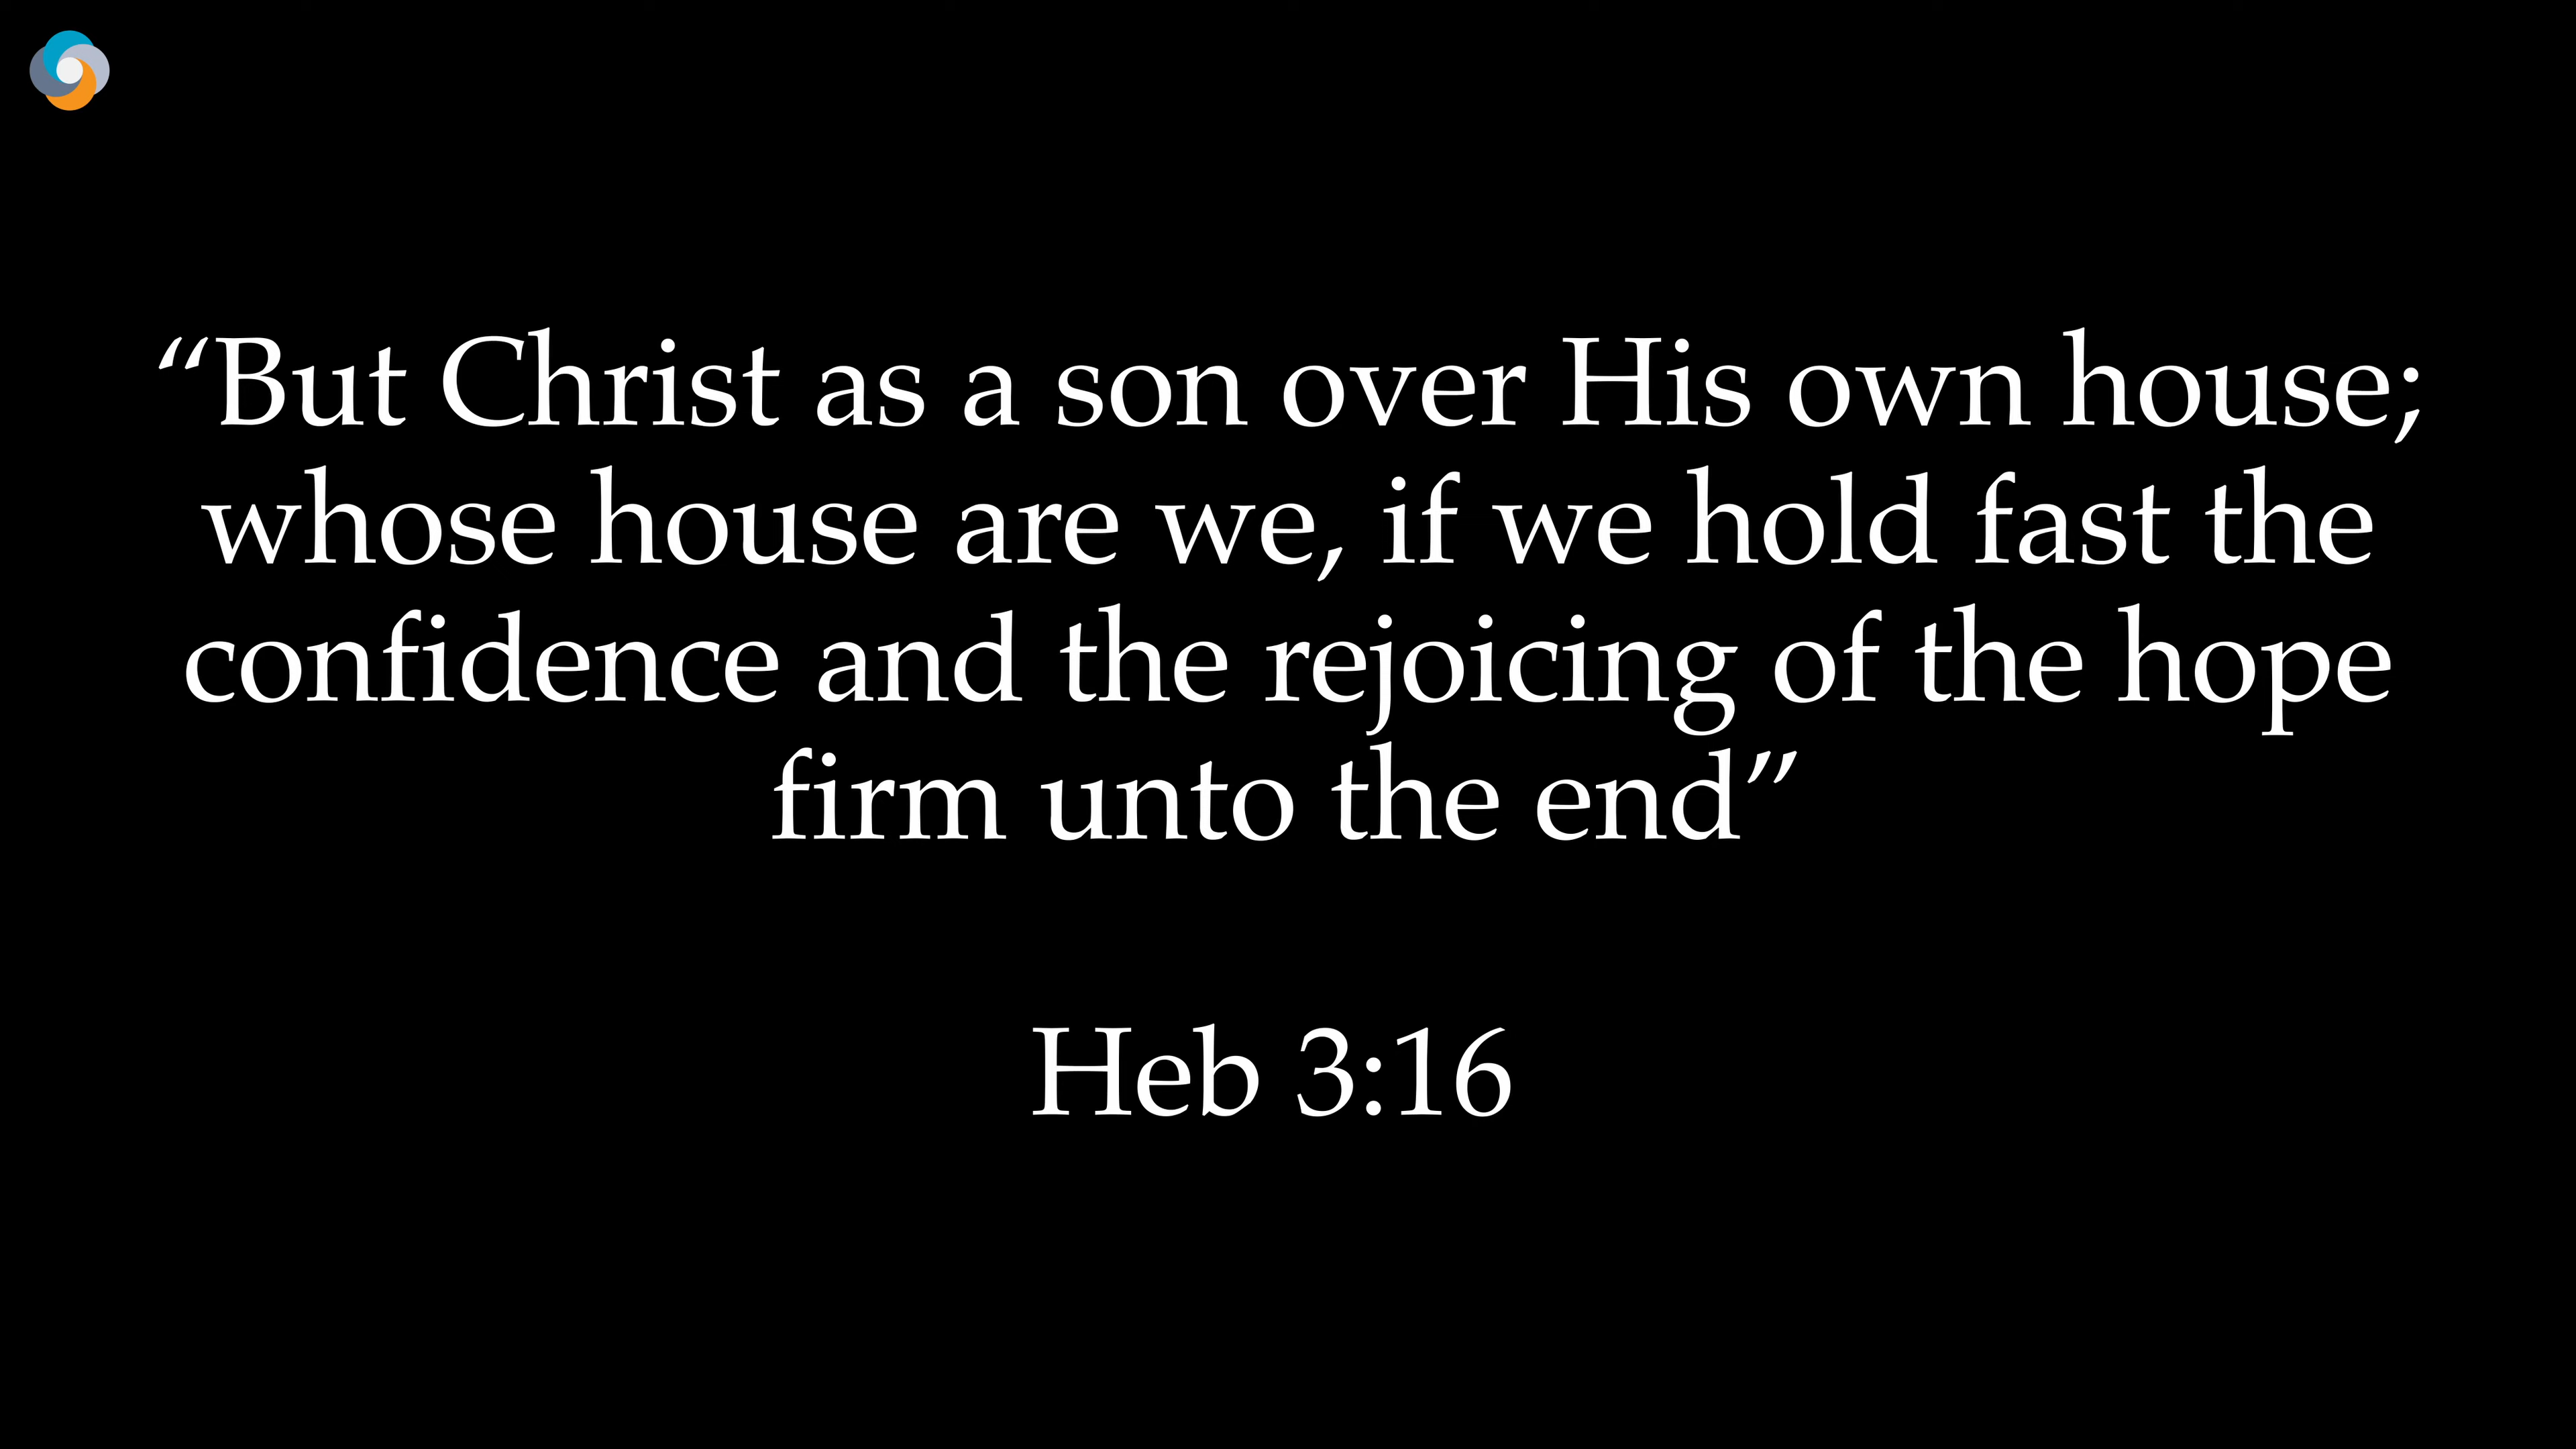 “But Christ as a son over His own house;
whose house are we, if we hold fast the
confidence and the rejoicing of the hope
firm unto the end”
Heb 3:16